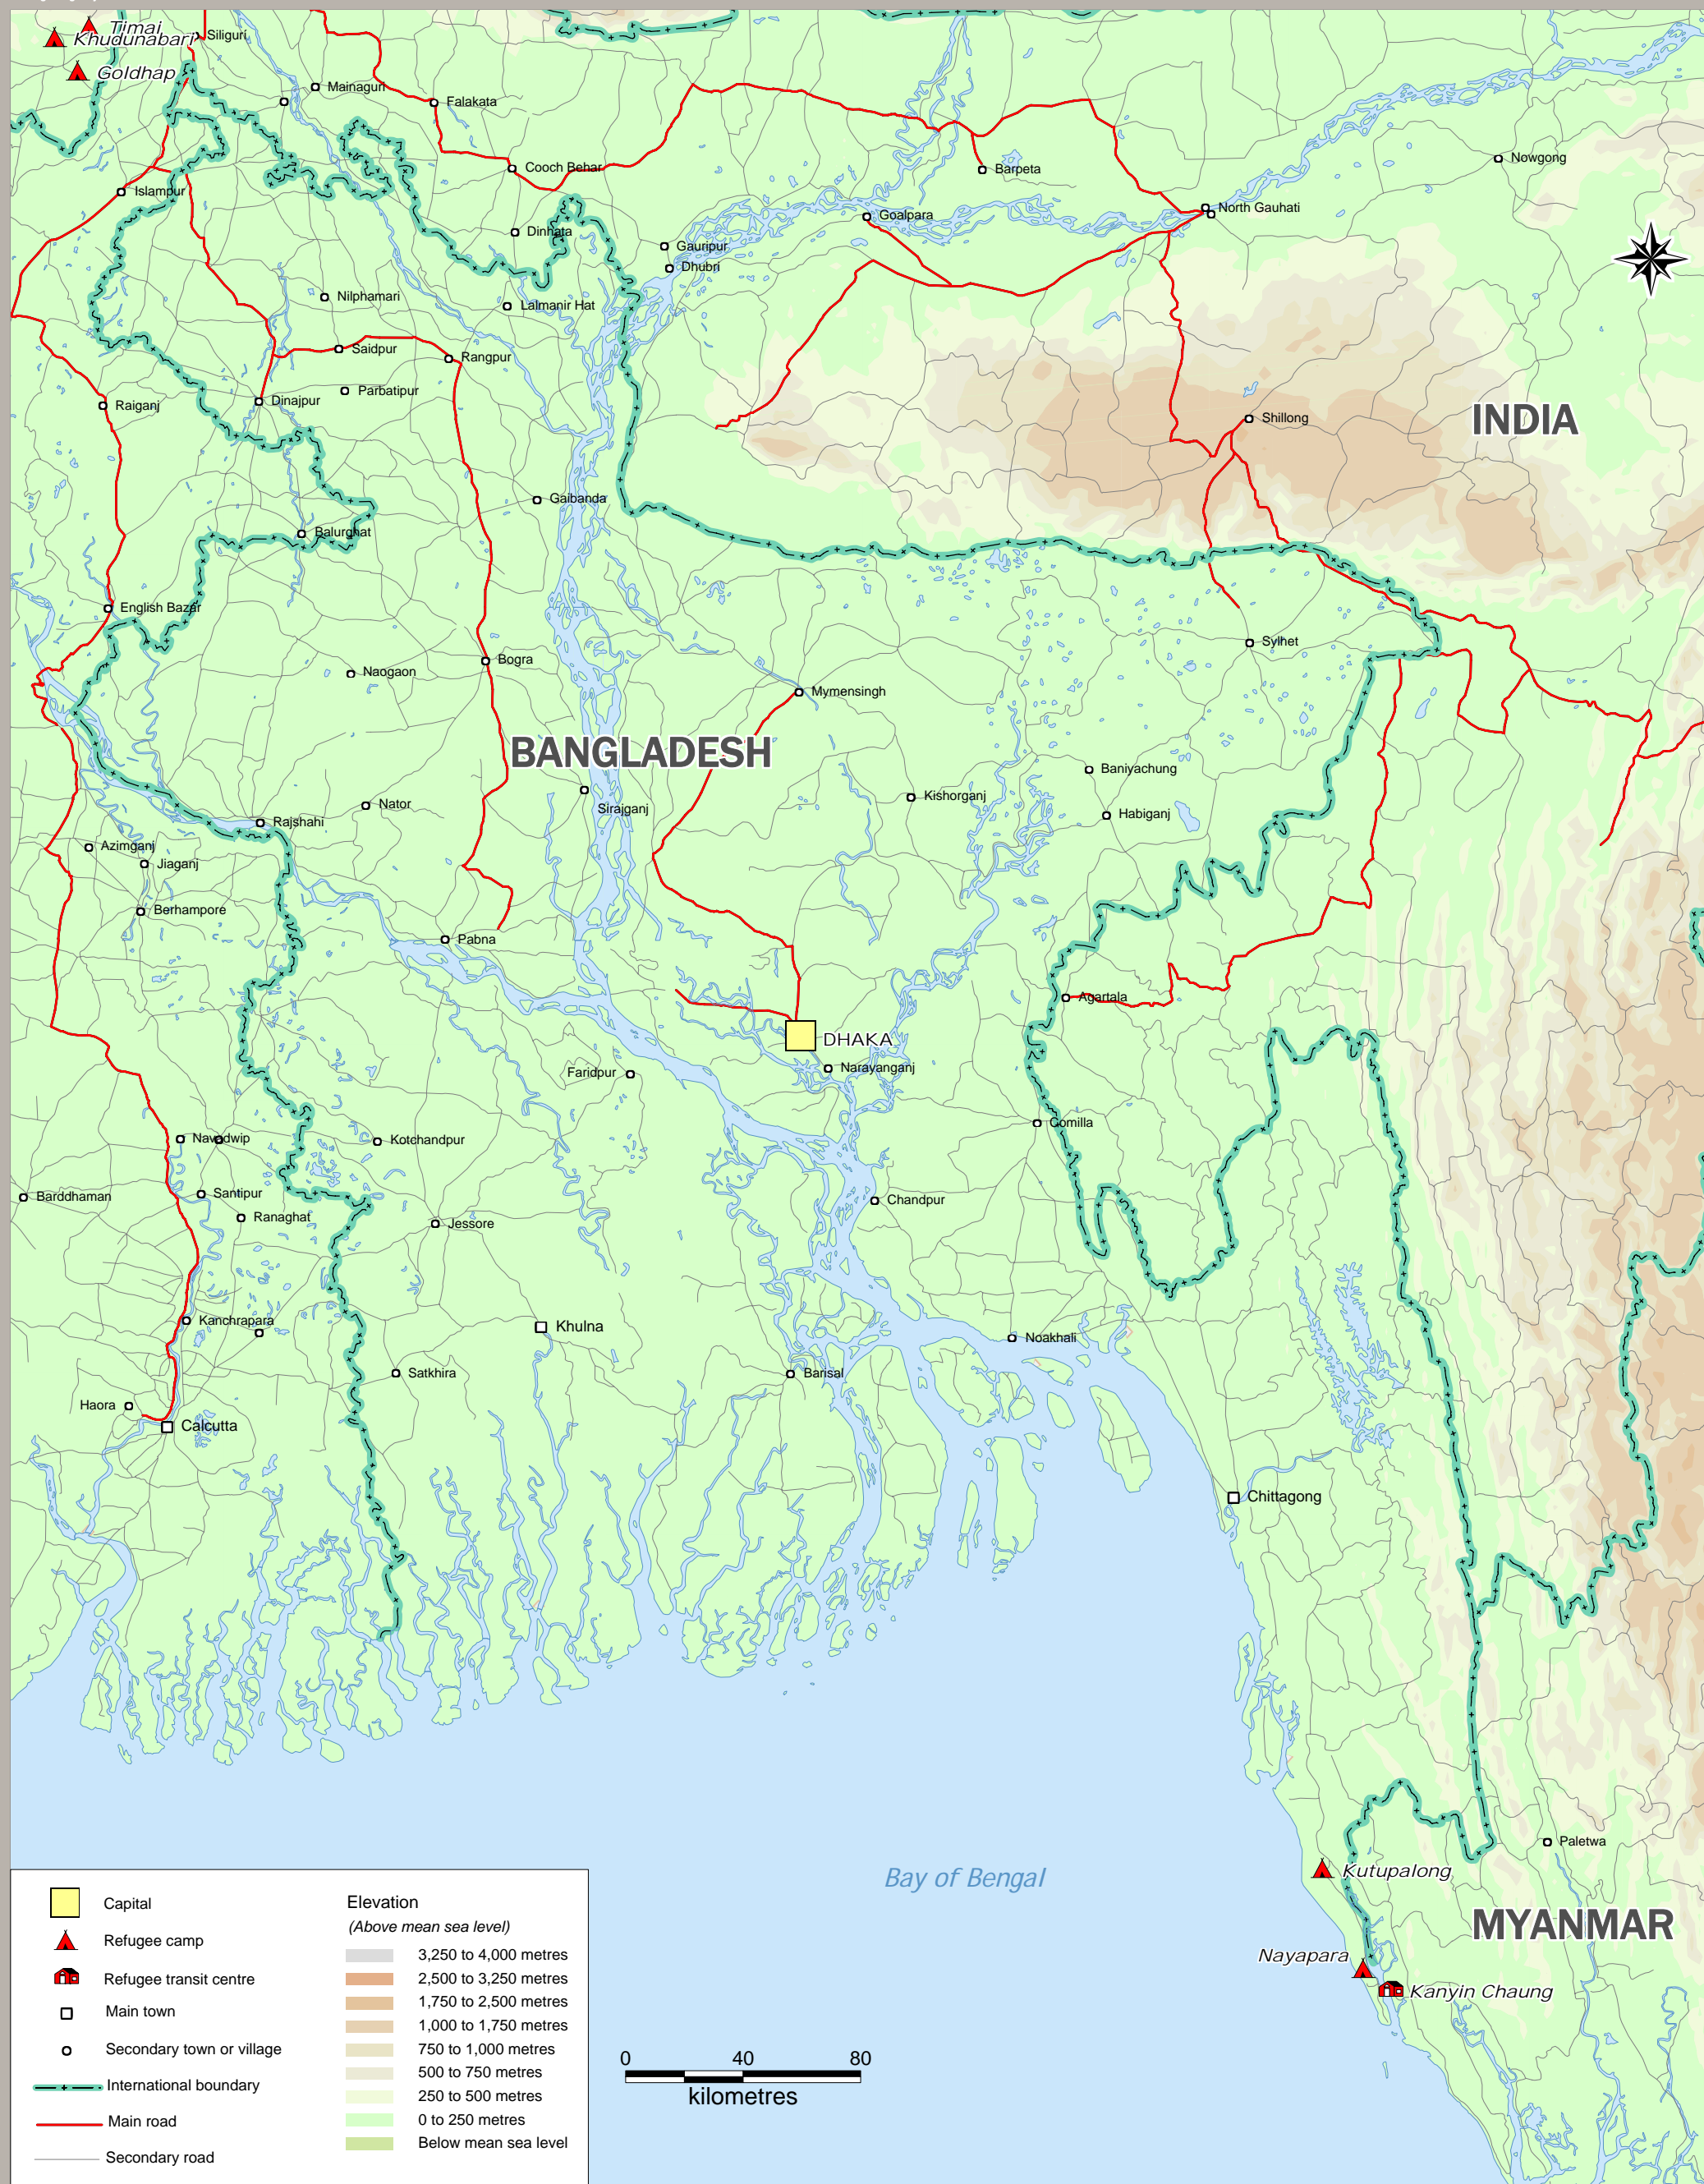 Timai
Khudunabari
Siliguri
Goldhap
Mainaguri
Falakata
Nowgong
Cooch Behar
Barpeta
Islampur
North Gauhati
Goalpara
Dinhata
Gauripur
Dhubri
Nilphamari
Lalmanir Hat
Saidpur
Rangpur
Parbatipur
Dinajpur
Raiganj
INDIA
Shillong
Gaibanda
Balurghat
English Bazar
Sylhet
Bogra
Naogaon
Mymensingh
BANGLADESH
Baniyachung
Kishorganj
Sirajganj
Nator
Habiganj
Rajshahi
Azimganj
Jiaganj
Berhampore
Pabna
Agartala
DHAKA
Narayanganj
Faridpur
Comilla
Navadwip
Kotchandpur
Barddhaman
Santipur
Chandpur
Ranaghat
Jessore
Kanchrapara
Khulna
Noakhali
Satkhira
Barisal
Haora
Calcutta
Chittagong
Paletwa
Kutupalong
Bay of Bengal
MYANMAR
Nayapara
Kanyin Chaung
Capital
Refugee camp
Refugee transit centre
Main town
Secondary town or village
International boundary
Main road
Secondary road
Elevation
(Above mean sea level)
3,250 to 4,000 metres
2,500 to 3,250 metres
1,750 to 2,500 metres
1,000 to 1,750 metres
750 to 1,000 metres
500 to 750 metres
250 to 500 metres
0 to 250 metres
Below mean sea level
0 40 80
kilometres